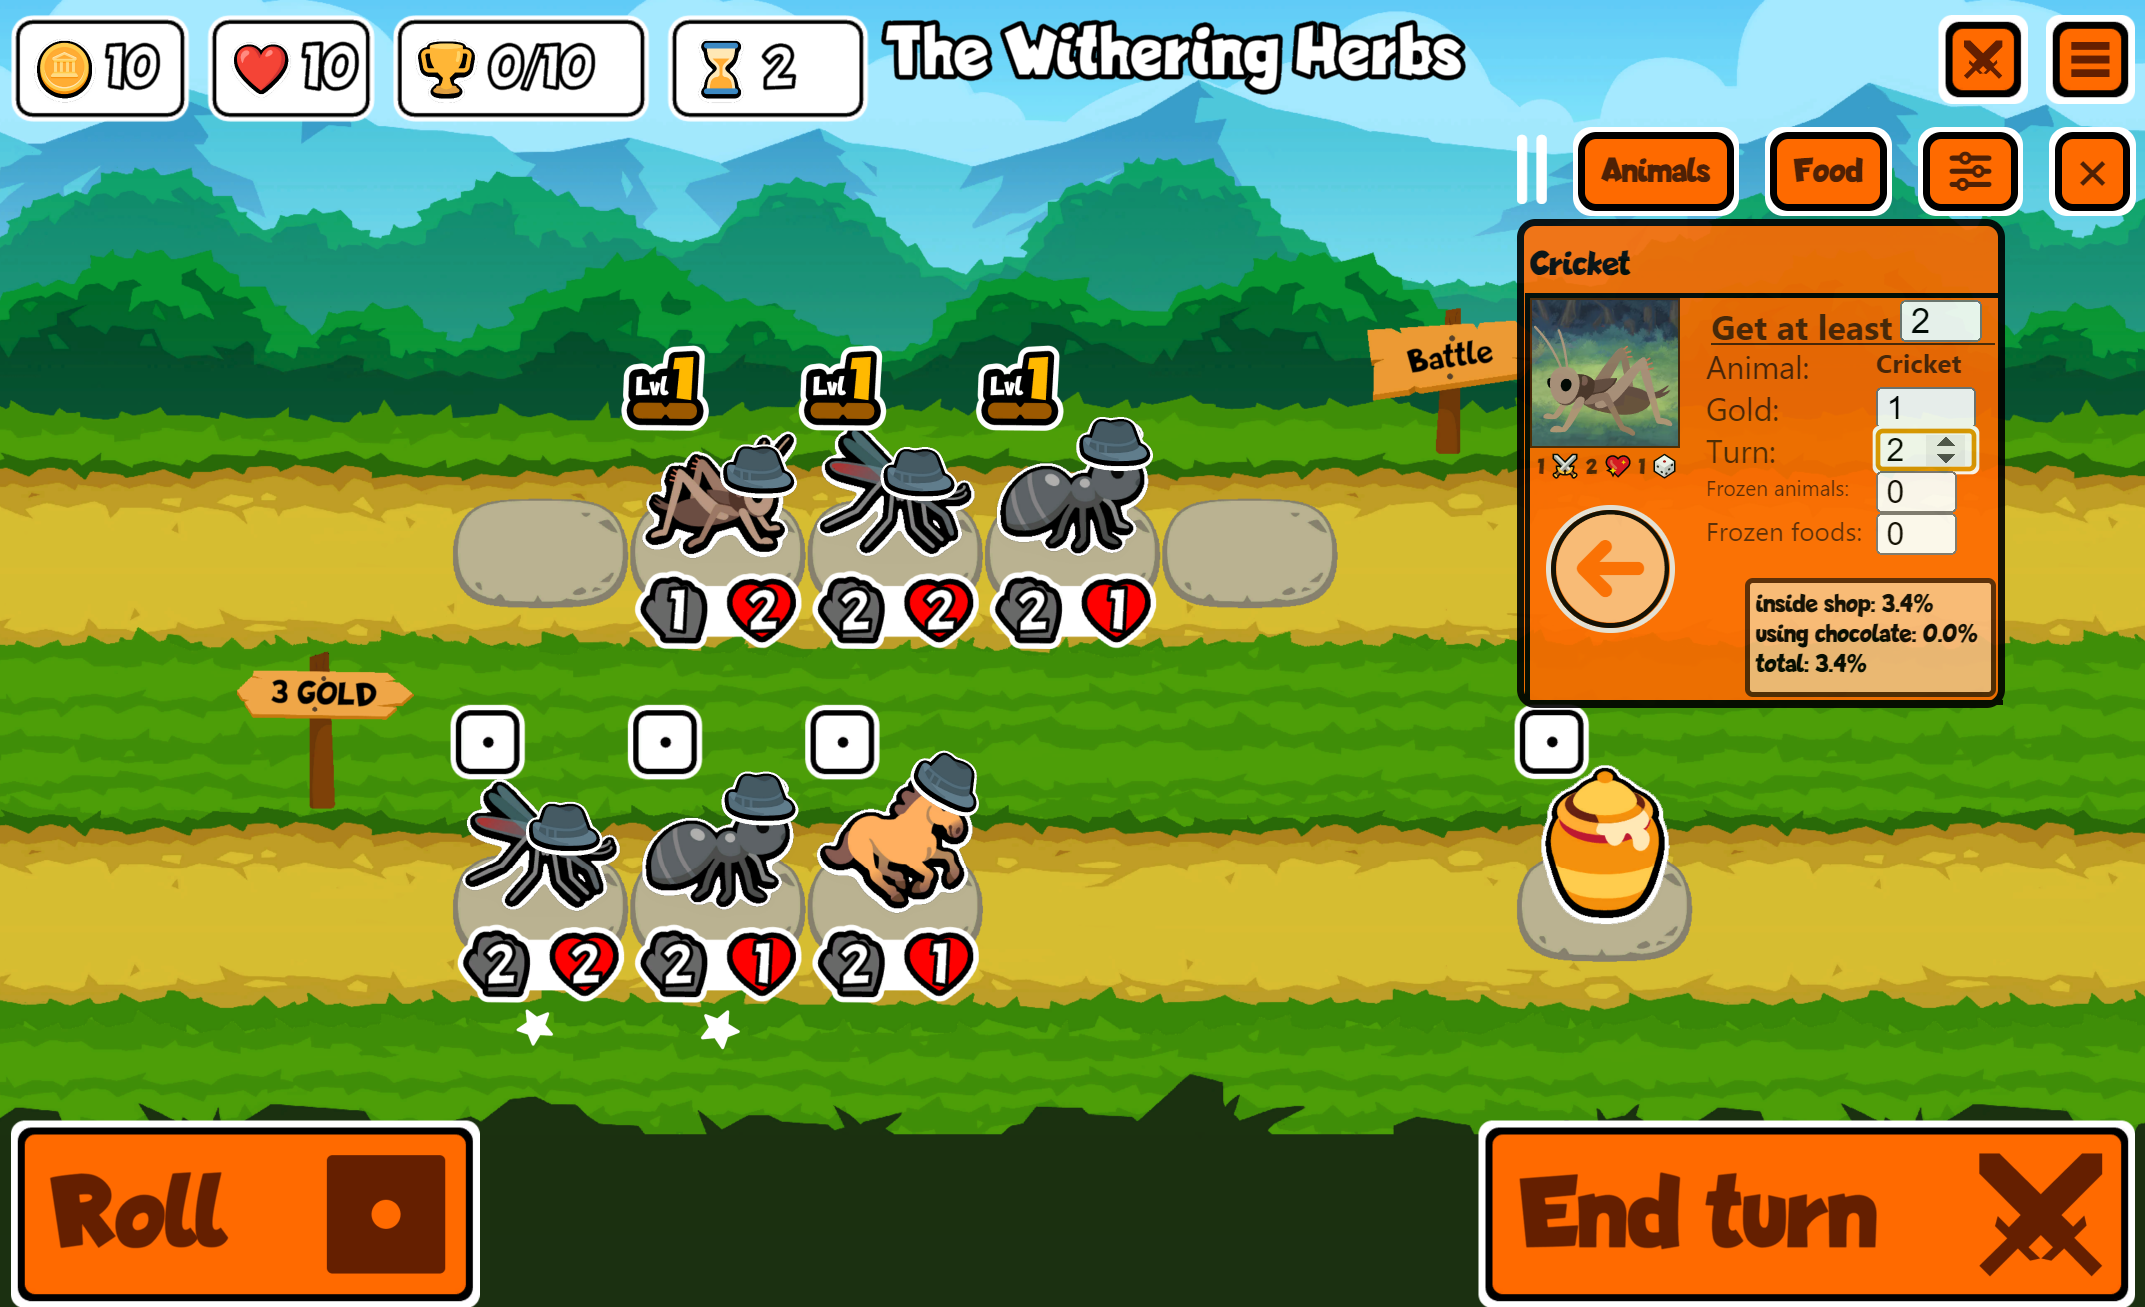 10
10
0/10
2
The Withering Herbs
Animals
Food
Cricket
Get at least 2
Animal: Cricket
Gold: 1
Turn: 2
1 2 1
Frozen animals: 0
Frozen foods: 0
inside shop: 3.4%
using chocolate: 0.0%
total: 3.4%
Battle
Lvl 1
Lvl 1
Lvl 1
1 2
2 2
2 1
3 GOLD
2 2
2 1
2 1
Roll
End turn